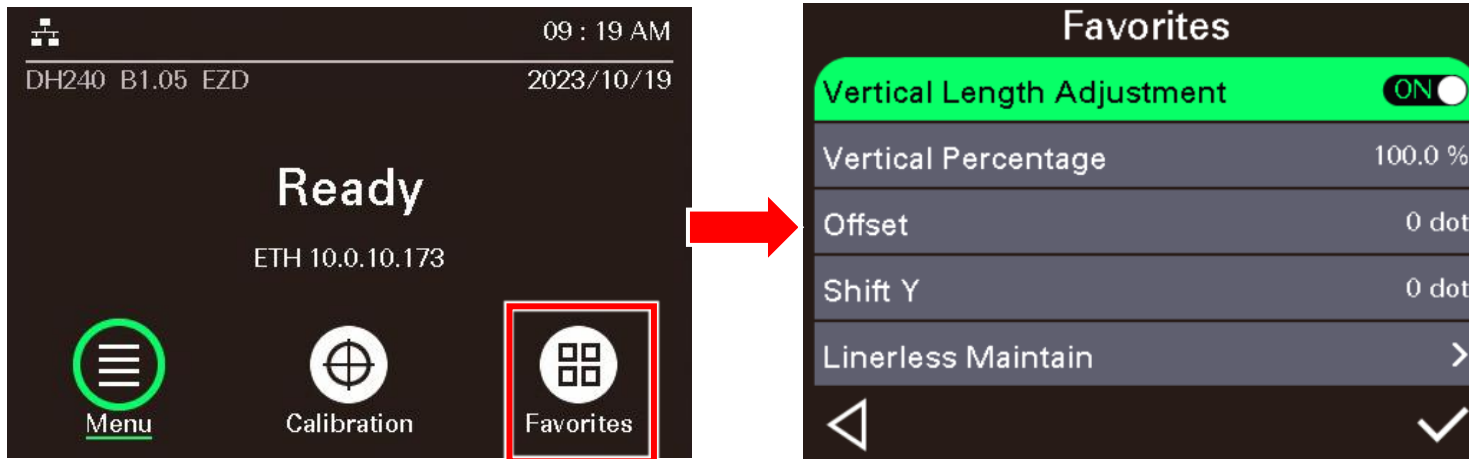 09 : 19 AM
DH240 B1.05 EZD 2023/10/19
Ready
ETH 10.0.10.173
Menu Calibration Favorites
Favorites
Vertical Length Adjustment ON
Vertical Percentage 100.0 %
Offset 0 dot
Shift Y 0 dot
Linerless Maintain